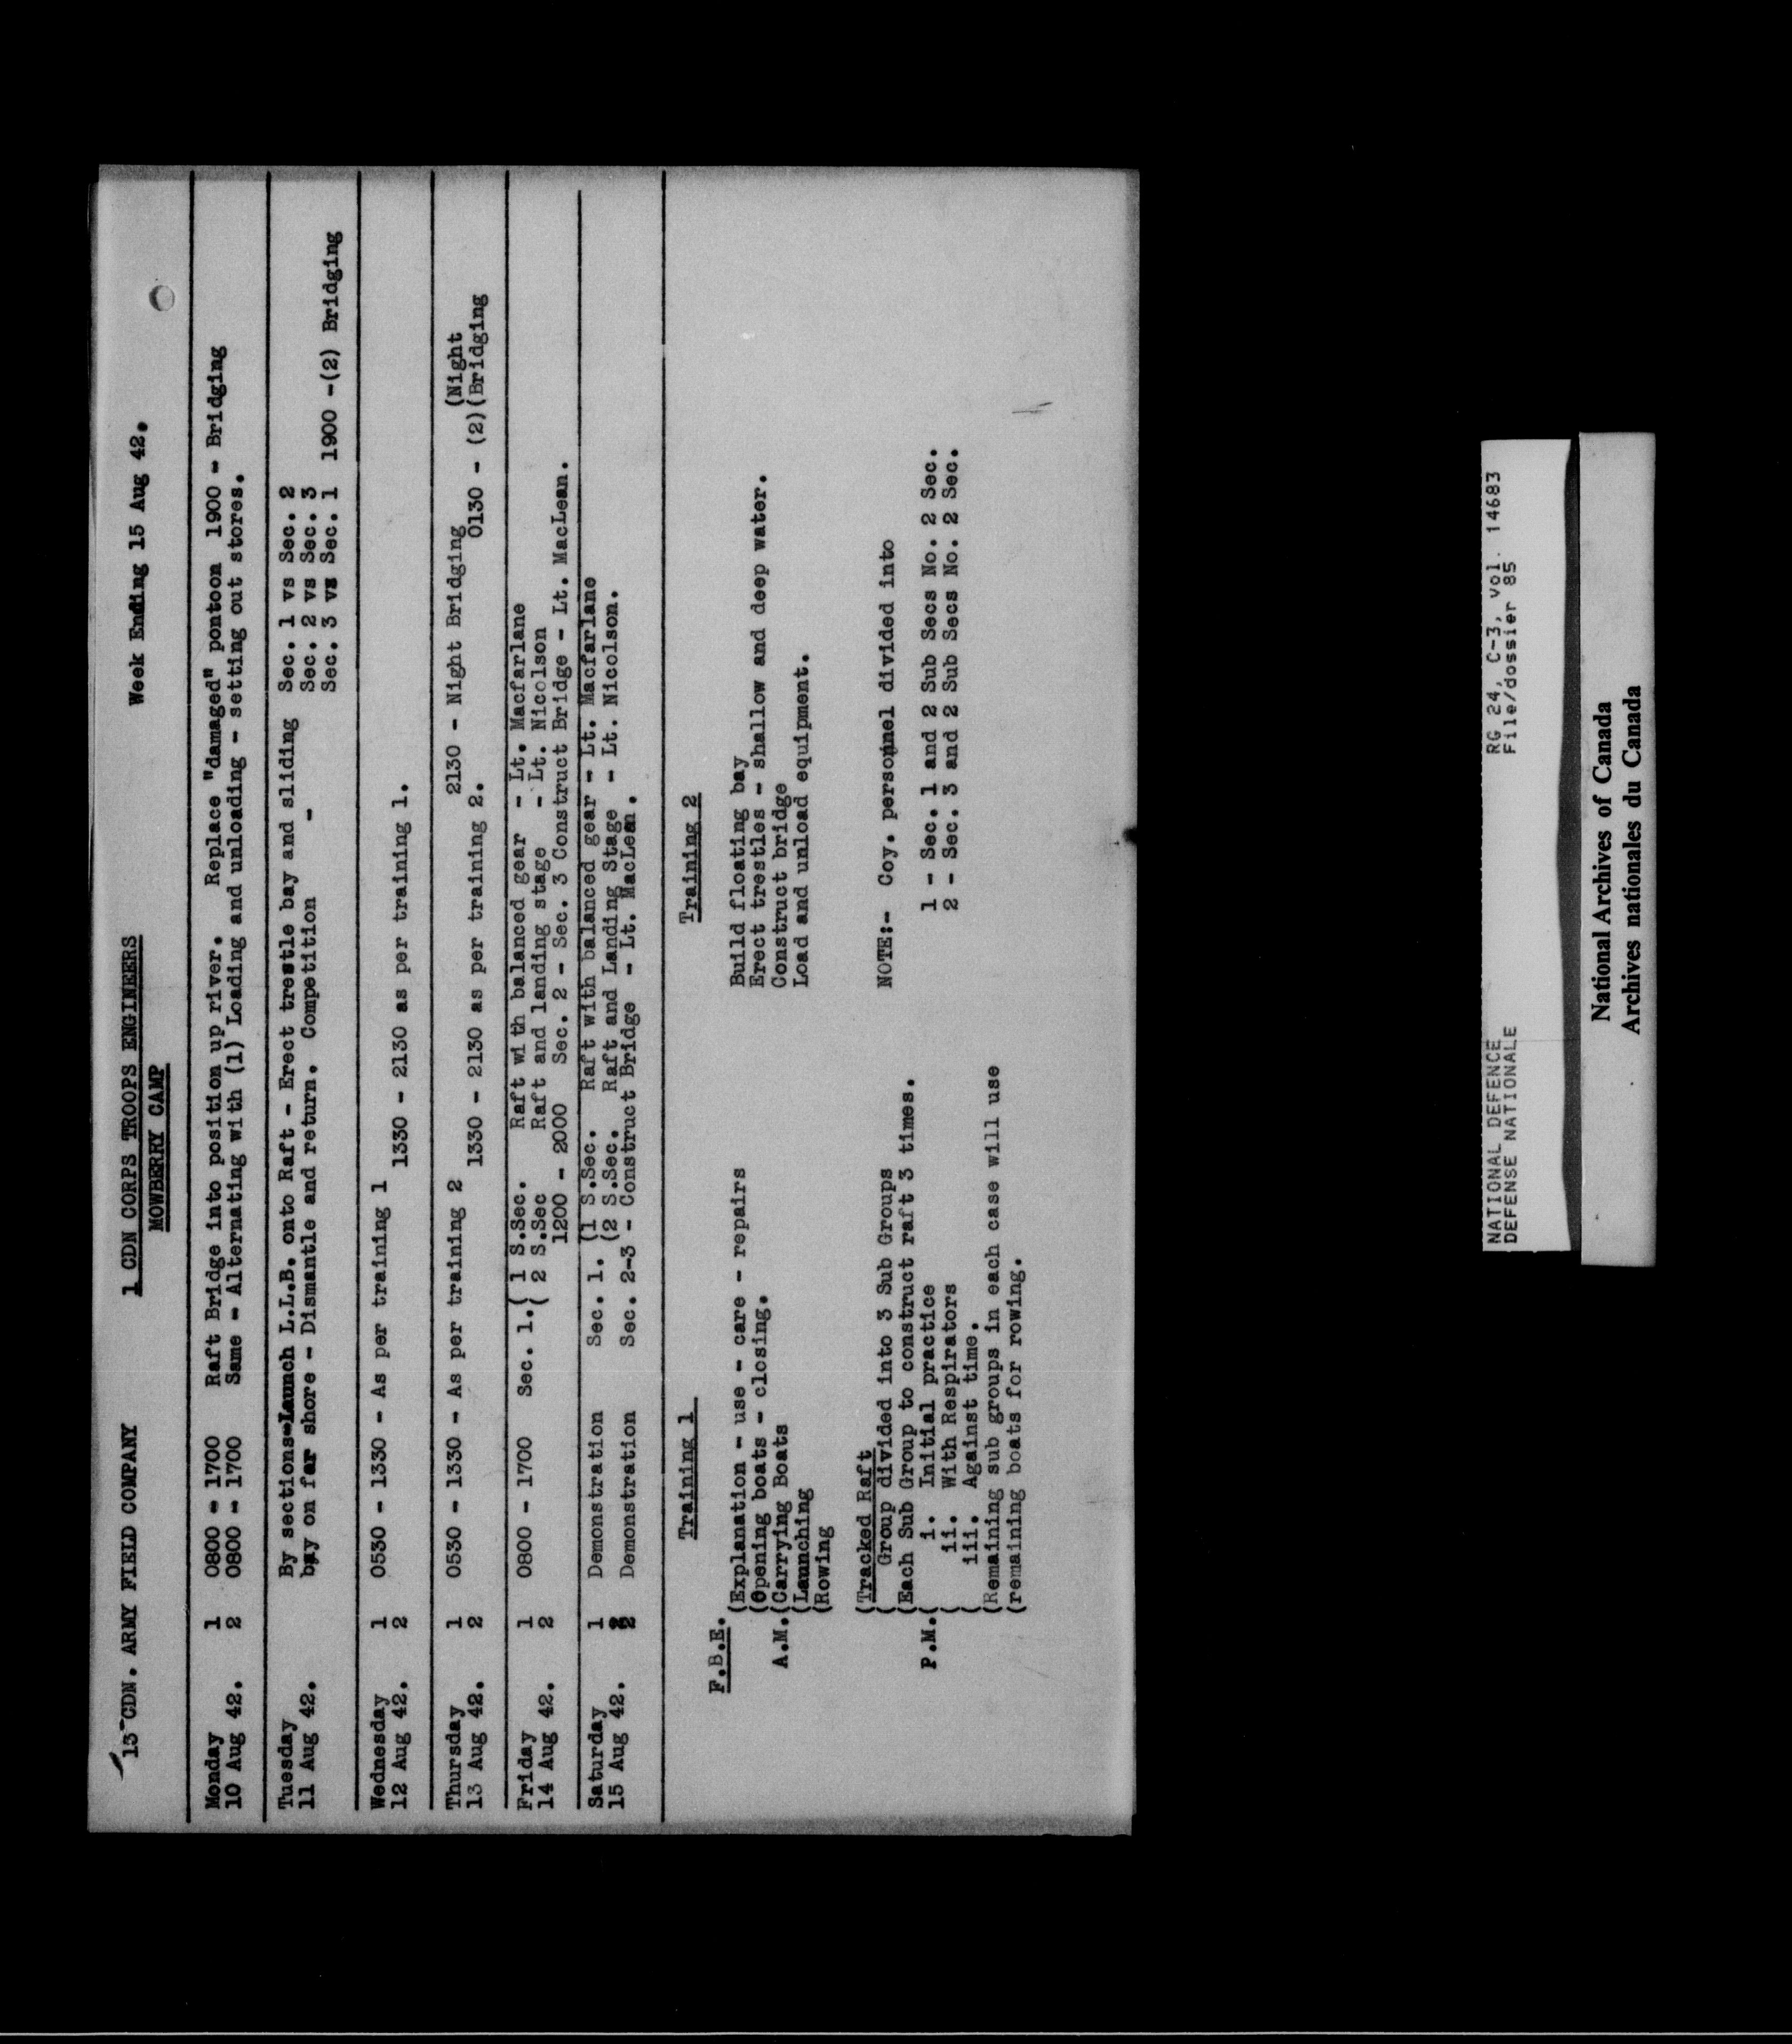 13 CDN. ARMY FIELD COMPANY 1 CDN CORPS TROOPS ENGINEERS Week Ending 15 Aug 42.
MOWBERRY CAMP
Monday 1 0800 - 1700 Raft Bridge into position up river. Replace "damaged" pontoon 1900 - Bridging
10 Aug 42. 2 0800 - 1700 Same - Alternating with (1) Loading and unloading - setting out stores.
Tuesday By sections-Launch L.L.B. onto Raft - Erect trestle bay and sliding Sec. 1 vs Sec. 2
11 Aug 42. bay on far shore - Dismantle and return. Competition - Sec. 2 vs Sec. 3
Sec. 3 vs Sec. 1 1900 -(2) Bridging
Wednesday 1 0530 - 1330 - As per training 1
12 Aug 42. 2 1330 - 2130 as per training 1.
Thursday 1 0530 - 1330 - As per training 2 2130 - Night Bridging (Night
13 Aug 42. 2 1330 - 2130 as per training 2. 0130 - (2)(Bridging
Friday 1 0800 - 1700 Sec. 1.( 1 S.Sec. Raft with balanced gear - Lt. Macfarlane
14 Aug 42. 2 ( 2 S.Sec Raft and landing stage - Lt. Nicolson
1200 - 2000 Sec. 2 - Sec. 3 Construct Bridge - Lt. MacLean.
Saturday 1 Demonstration Sec. 1. (1 S.Sec. Raft with balanced gear - Lt. Macfarlane
15 Aug 42. (2 S.Sec. Raft and Landing Stage - Lt. Nicolson.
2 Demonstration Sec. 2-3 - Construct Bridge - Lt. MacLean.
Training 1 Training 2
F.B.E.
(Explanation - use - care - repairs Build floating bay
(Opening boats - closing. Erect trestles - shallow and deep water.
A.M.(Carrying Boats Construct bridge
(Launching Load and unload equipment.
(Rowing
(Tracked Raft
( Group divided into 3 Sub Groups NOTE:- Coy. personnel divided into
(Each Sub Group to construct raft 3 times.
P.M.( i. Initial practice 1 - Sec. 1 and 2 Sub Secs No. 2 Sec.
( ii. With Respirators 2 - Sec. 3 and 2 Sub Secs No. 2 Sec.
( iii. Against time.
(Remaining sub groups in each case will use
(remaining boats for rowing.
NATIONAL DEFENCE RG 24, C-3, vol. 14683
DEFENSE NATIONALE File/dossier 85
National Archives of Canada
Archives nationales du Canada